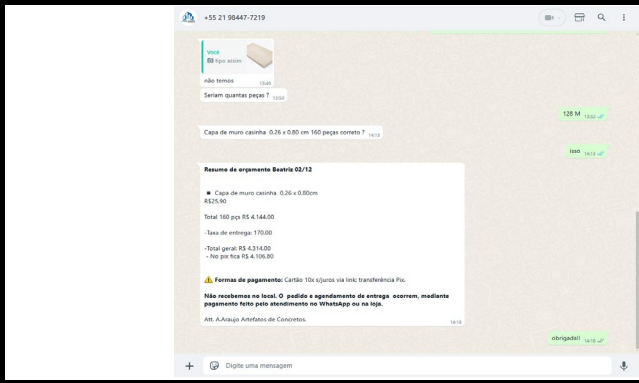 +55 21 98447-7219
você
tipo assim
não temos
13:49
Seriam quantas peças ?
13:50
128 M
13:52
Capa de muro casinha 0,26 x 0,80 cm 160 peças correto ?
14:13
isso
14:13
Resumo de orçamento Beatriz 02/12
Capa de muro casinha 0,26 x 0,80cm
R$25,90
Total 160 pçs R$ 4.144,00
-Taxa de entrega: 170,00
-Total geral: R$ 4.314,00
- No pix fica R$ 4.106,80
Formas de pagamento: Cartão 10x s/juros via link: transferência Pix.
Não recebemos no local. O pedido e agendamento de entrega ocorrem, mediante
pagamento feito pelo atendimento no WhatsApp ou na loja.
Att. A.Araujo Artefatos de Concretos.
14:18
obrigada!!
14:18
Digite uma mensagem